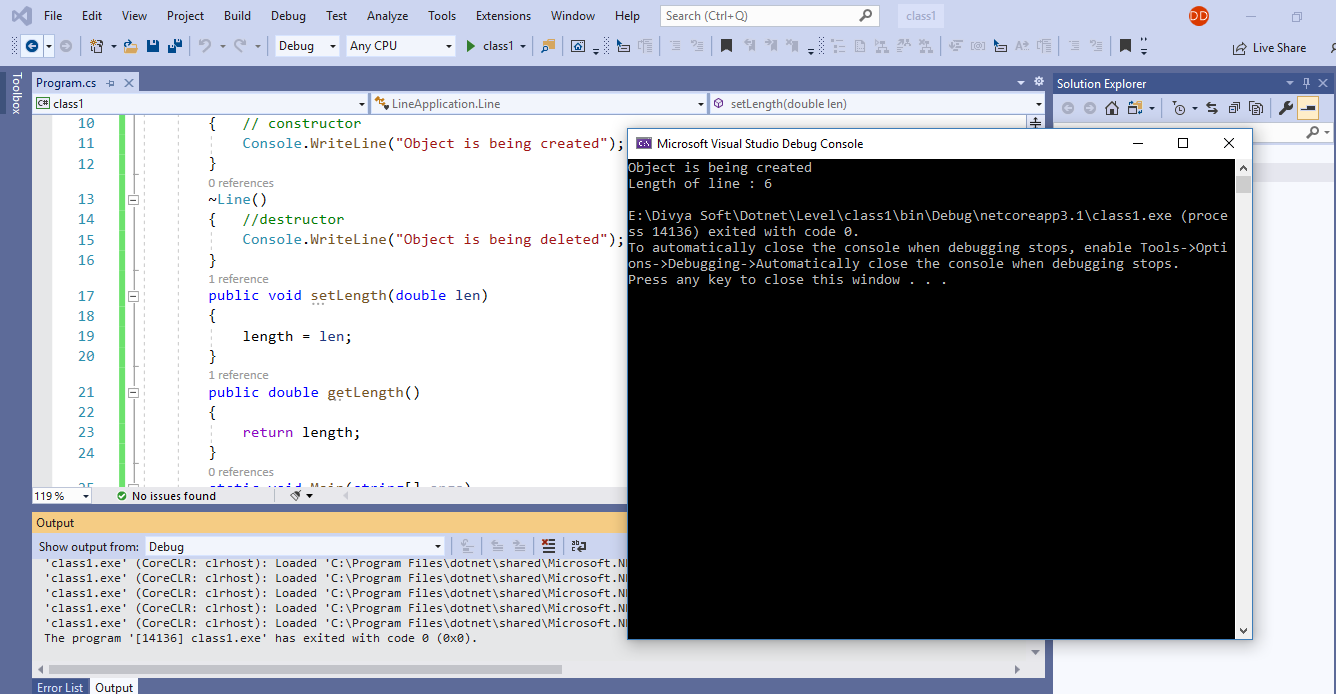 File Edit View Project Build Debug Test Analyze Tools Extensions Window Help Search (Ctrl+Q) class1 DD
Debug Any CPU class1 Live Share
Toolbox
Program.cs
C# class1 LineApplication.Line setLength(double len)
10 { // constructor
11 Console.WriteLine("Object is being created");
12 }
0 references
13 ~Line()
14 { //destructor
15 Console.WriteLine("Object is being deleted");
16 }
1 reference
17 public void setLength(double len)
18 {
19 length = len;
20 }
1 reference
21 public double getLength()
22 {
23 return length;
24 }
0 references
25 static void Main(string[] args)
119 % No issues found
Output
Show output from: Debug
'class1.exe' (CoreCLR: clrhost): Loaded 'C:\Program Files\dotnet\shared\Microsoft.N
'class1.exe' (CoreCLR: clrhost): Loaded 'C:\Program Files\dotnet\shared\Microsoft.N
'class1.exe' (CoreCLR: clrhost): Loaded 'C:\Program Files\dotnet\shared\Microsoft.N
'class1.exe' (CoreCLR: clrhost): Loaded 'C:\Program Files\dotnet\shared\Microsoft.N
'class1.exe' (CoreCLR: clrhost): Loaded 'C:\Program Files\dotnet\shared\Microsoft.N
The program '[14136] class1.exe' has exited with code 0 (0x0).
Error List Output
Solution Explorer
C:\ Microsoft Visual Studio Debug Console
Object is being created
Length of line : 6
E:\Divya Soft\Dotnet\Level\class1\bin\Debug\netcoreapp3.1\class1.exe (proce
ss 14136) exited with code 0.
To automatically close the console when debugging stops, enable Tools->Opti
ons->Debugging->Automatically close the console when debugging stops.
Press any key to close this window . . .